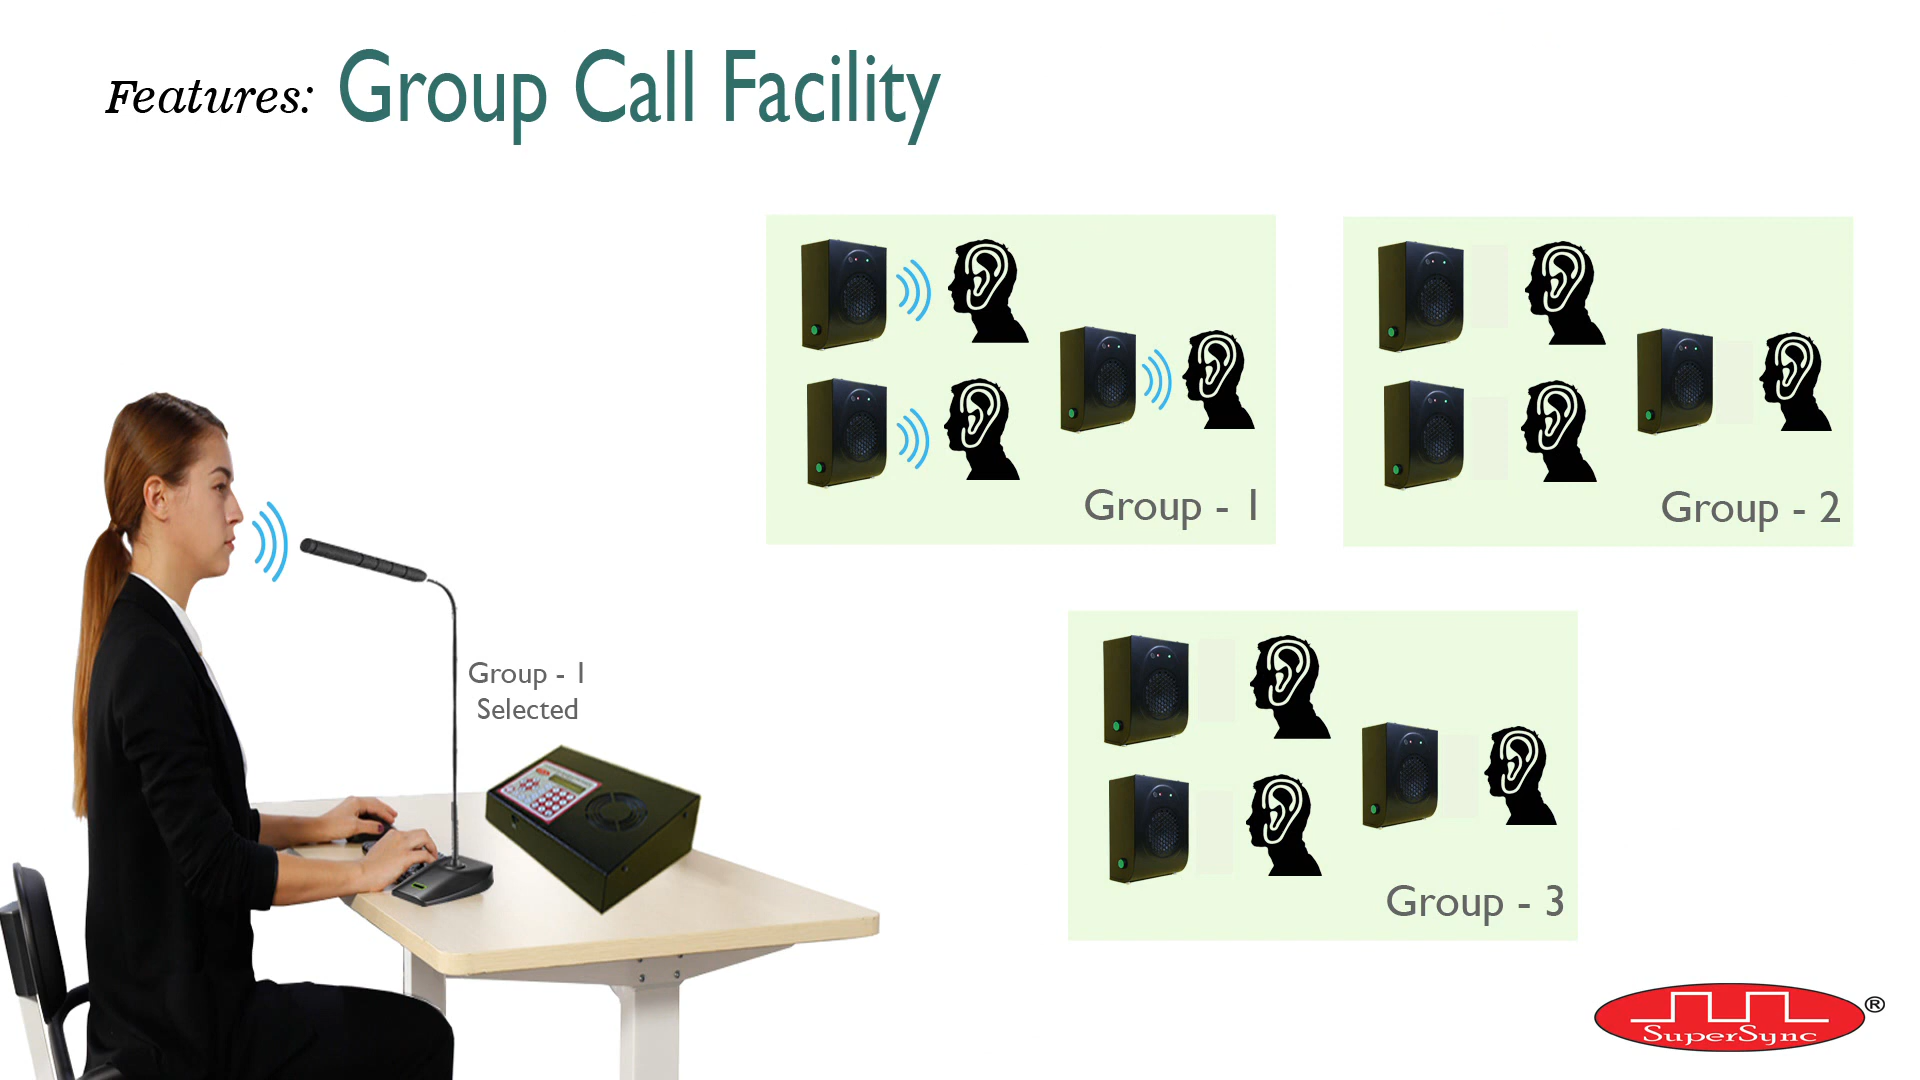 Features: Group Call Facility
Group - 1
Group - 2
Group - 1
Selected
Group - 3
SuperSync®